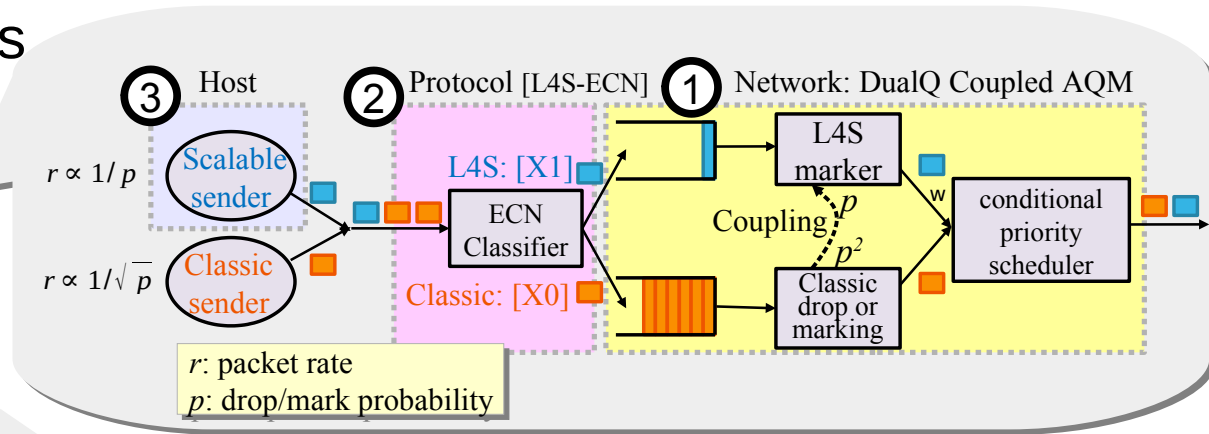 s
3 Host
2 Protocol [L4S-ECN]
1 Network: DualQ Coupled AQM
r ∝ 1/p
Scalable
sender
r ∝ 1/√p
Classic
sender
L4S: [X1]
ECN
Classifier
Classic: [X0]
L4S
marker
Coupling
p
p²
Classic
drop or
marking
w
conditional
priority
scheduler
r: packet rate
p: drop/mark probability